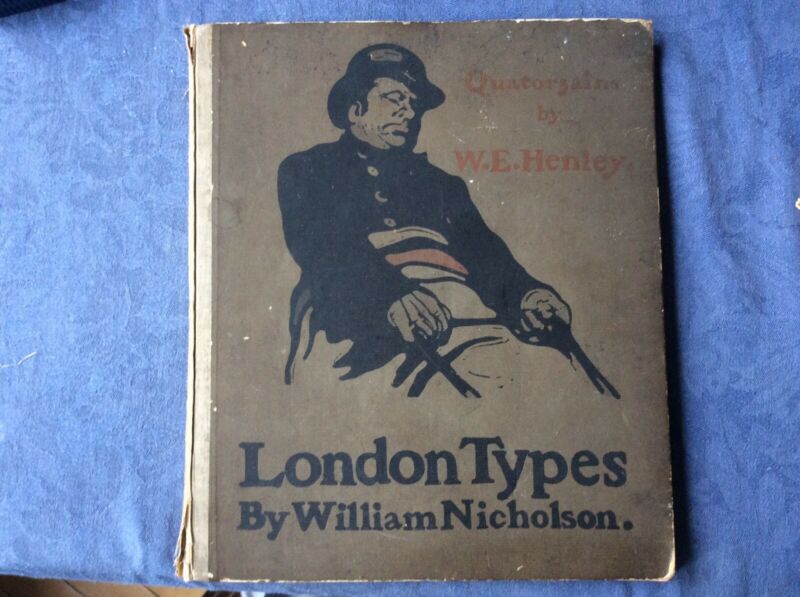 Quatorzains
by
W.E.Henley.
London Types
By William Nicholson.